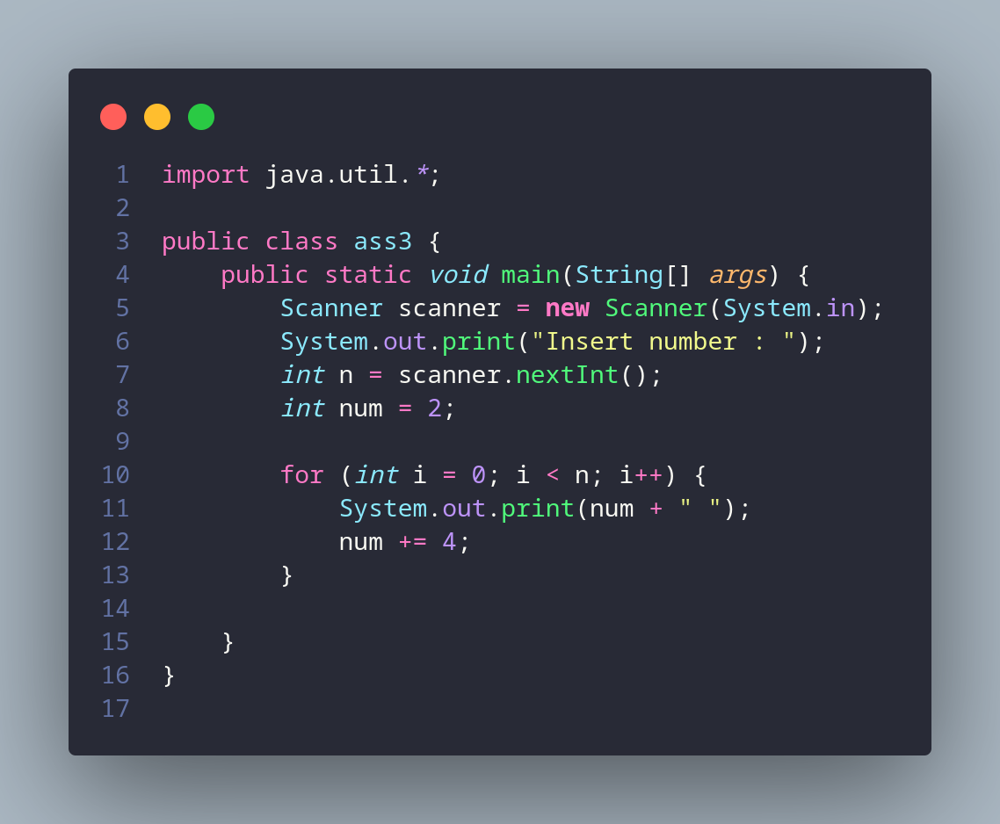 1 import java.util.*;
2
3 public class ass3 {
4     public static void main(String[] args) {
5         Scanner scanner = new Scanner(System.in);
6         System.out.print("Insert number : ");
7         int n = scanner.nextInt();
8         int num = 2;
9
10         for (int i = 0; i < n; i++) {
11             System.out.print(num + " ");
12             num += 4;
13         }
14
15     }
16 }
17